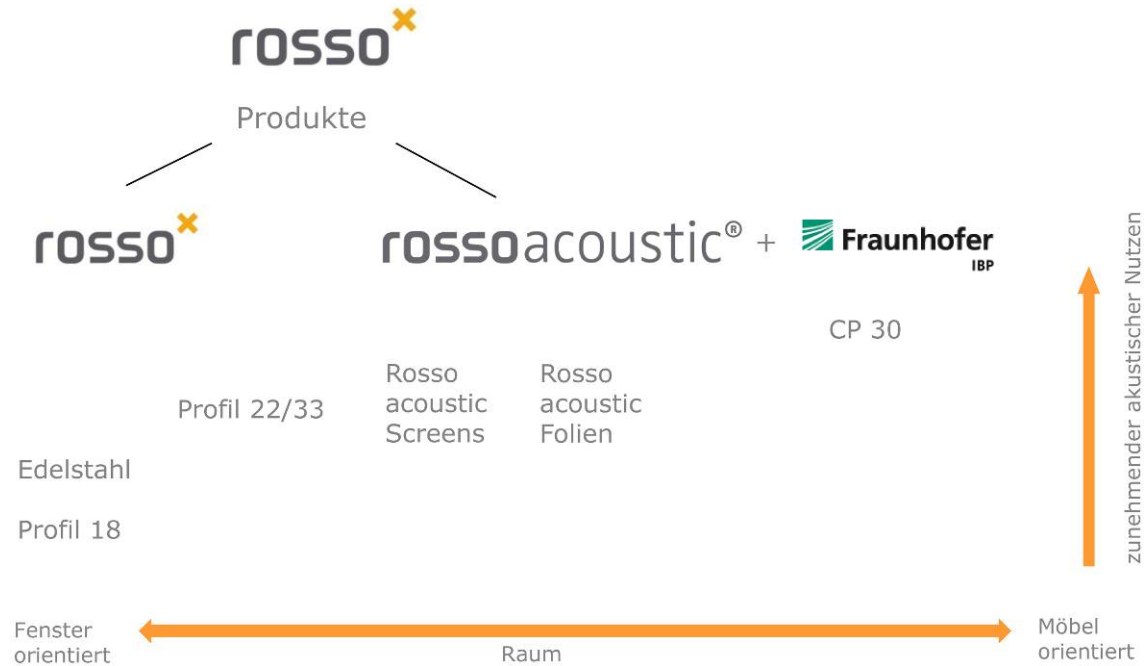 rosso
Produkte
rosso
rossoacoustic® + Fraunhofer
IBP
CP 30
Rosso
acoustic
Screens
Rosso
acoustic
Folien
Profil 22/33
Edelstahl
Profil 18
zunehmender akustischer Nutzen
Fenster
orientiert
Raum
Möbel
orientiert